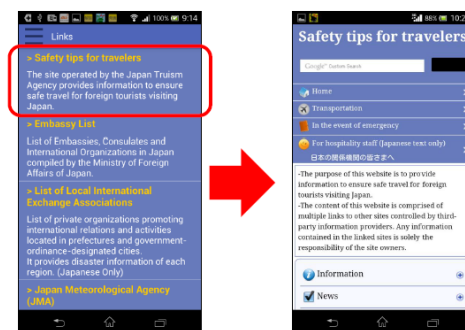 100% 9:14
Links
> Safety tips for travelers
The site operated by the Japan Truism
Agency provides information to ensure
safe travel for foreign tourists visiting
Japan.
> Embassy List
List of Embassies, Consulates and
International Organizations in Japan
compiled by the Ministry of Foreign
Affairs of Japan.
> List of Local International
Exchange Associations
List of private organizations promoting
international relations and activities
located in prefectures and government-
ordinance-designated cities.
It provides disaster information of each
region. (Japanese Only)
> Japan Meteorological Agency
(JMA)
88% 10:2
Safety tips for travelers
Google™ Custom Search
Home
Transportation
In the event of emergency
For hospitality staff (Japanese text only)
日本の関係機関の皆さまへ
-The purpose of this website is to provide
information to ensure safe travel for foreign
tourists visiting Japan.
-The content of this website is comprised of
multiple links to other sites controlled by third-
party information providers. Any information
contained in the linked sites is solely the
responsibility of the site owners.
Information
News